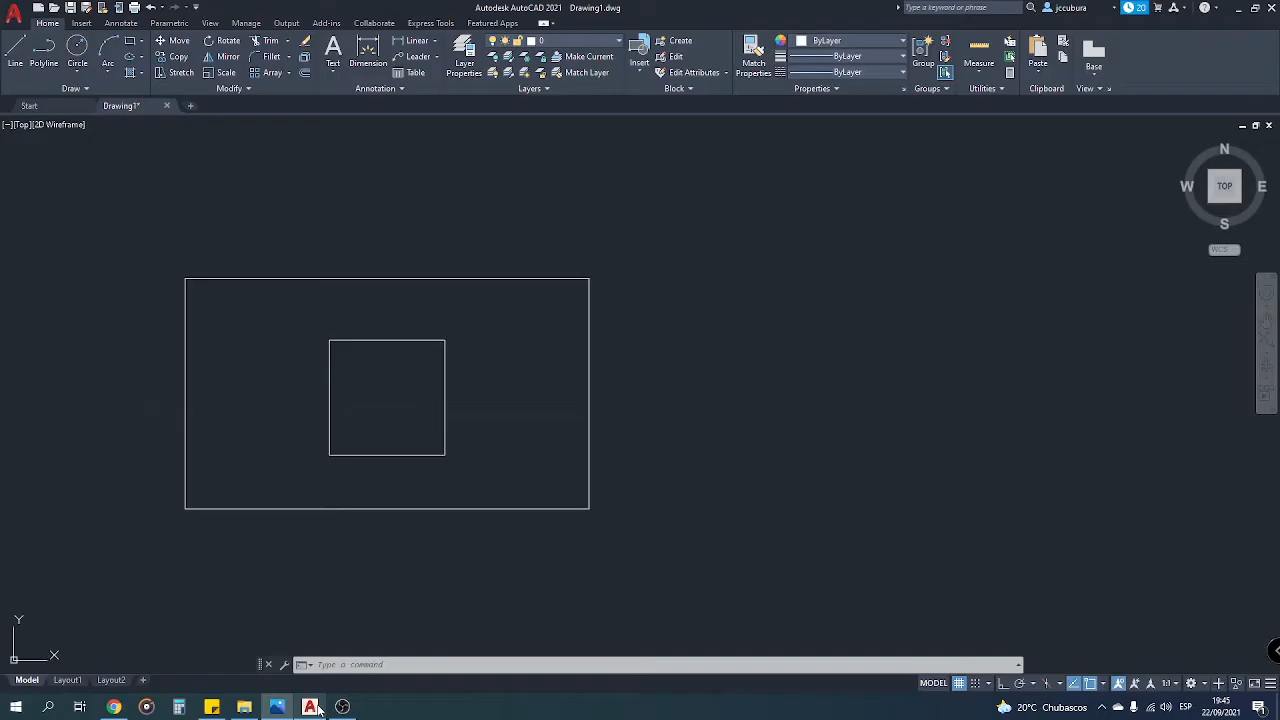 Autodesk AutoCAD 2021 Drawing1.dwg
Type a keyword or phrase
jccobura
20
Home Insert Annotate Parametric View Manage Output Add-ins Collaborate Express Tools Featured Apps
Line Polyline Circle Arc
Move Rotate Trim
Copy Mirror Fillet
Stretch Scale Array
Text Dimension
Linear
Leader
Table
Layer Properties
0
Make Current
Match Layer
Insert
Create
Edit
Edit Attributes
Match Properties
ByLayer
ByLayer
ByLayer
Group
Measure
Paste
Base
Draw Modify Annotation Layers Block Properties Groups Utilities Clipboard View
Start Drawing1*
[−][Top][2D Wireframe]
N
W TOP E
S
WCS
Y
X
Type a command
Model Layout1 Layout2
MODEL 1:1
20°C Chubascos
ESP
19:45
22/09/2021